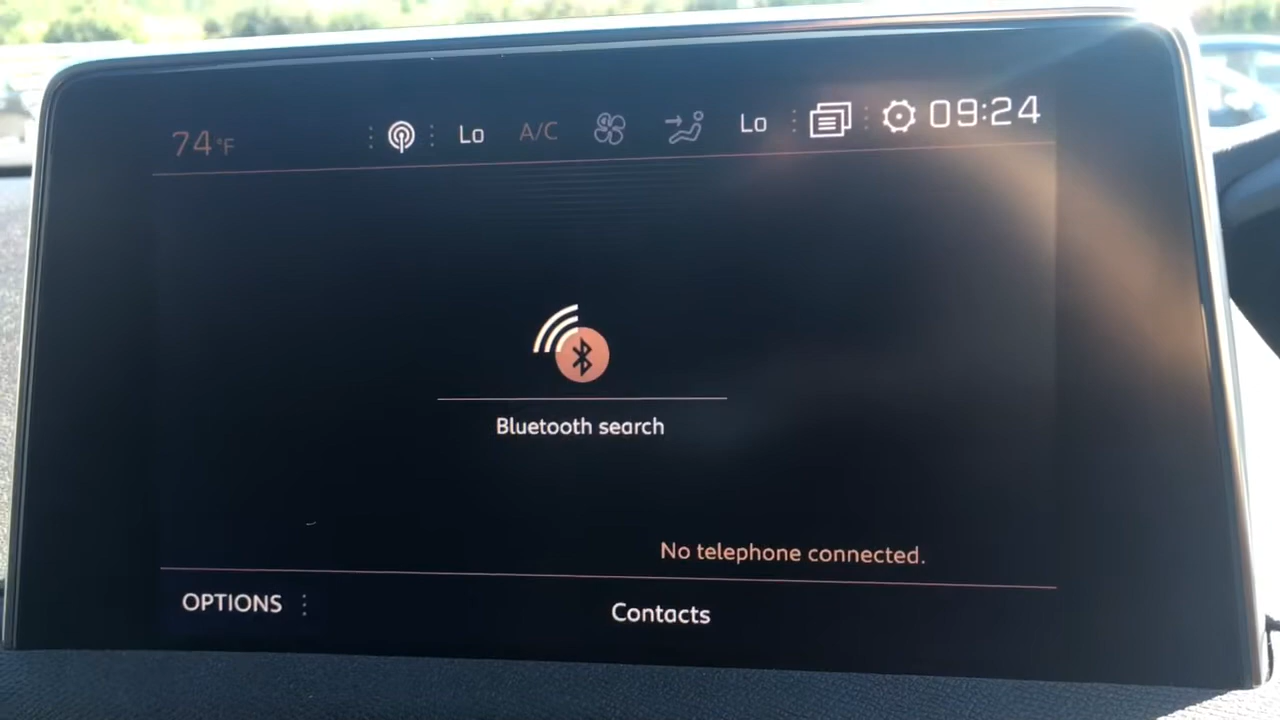 74°F Lo A/C Lo 09:24
Bluetooth search
No telephone connected.
OPTIONS Contacts